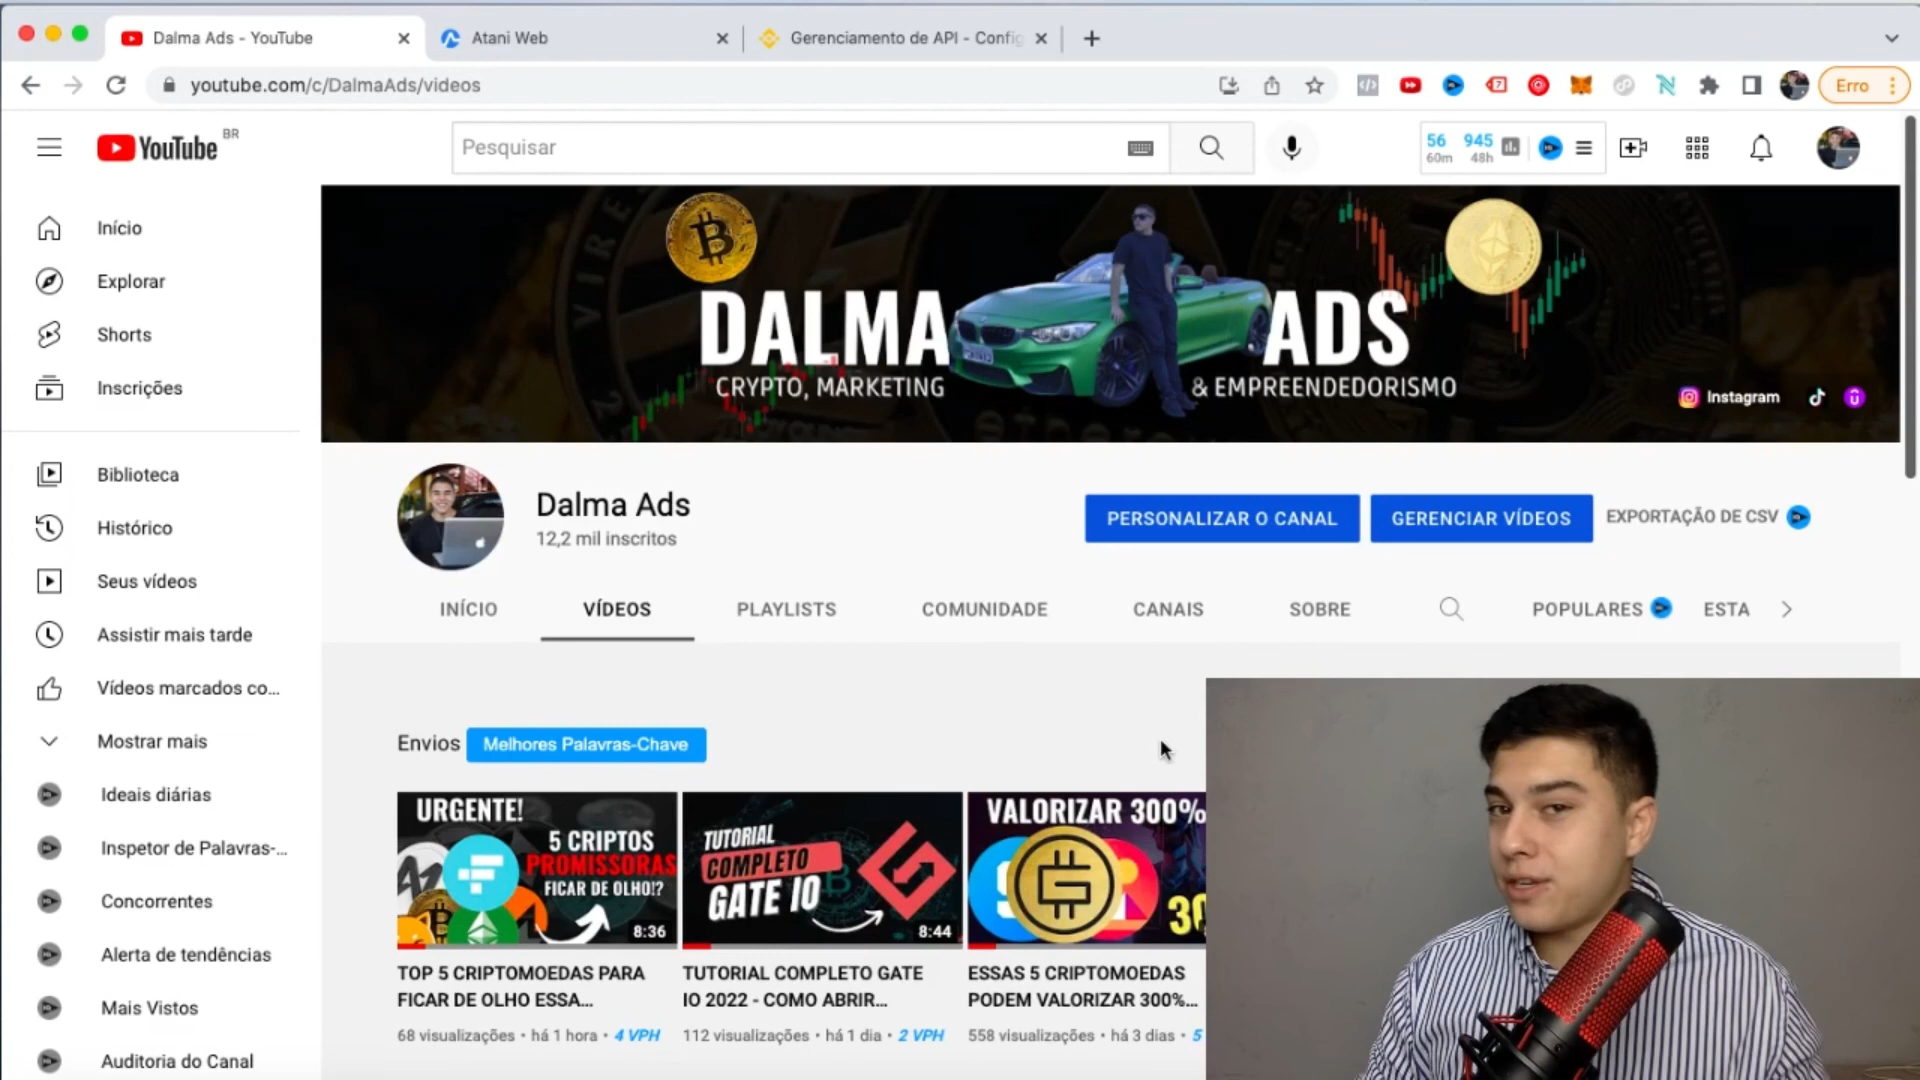 Dalma Ads - YouTube
Atani Web
Gerenciamento de API - Config
youtube.com/c/DalmaAds/videos
Erro
YouTube BR
Pesquisar
56 945
60m 48h
Início
Explorar
Shorts
Inscrições
Biblioteca
Histórico
Seus vídeos
Assistir mais tarde
Vídeos marcados co...
Mostrar mais
Ideais diárias
Inspetor de Palavras-...
Concorrentes
Alerta de tendências
Mais Vistos
Auditoria do Canal
DALMA ADS
CRYPTO, MARKETING & EMPREENDEDORISMO
Instagram
Dalma Ads
12,2 mil inscritos
PERSONALIZAR O CANAL
GERENCIAR VÍDEOS
EXPORTAÇÃO DE CSV
INÍCIO VÍDEOS PLAYLISTS COMUNIDADE CANAIS SOBRE POPULARES ESTA
Envios
Melhores Palavras-Chave
URGENTE!
5 CRIPTOS
PROMISSORAS
FICAR DE OLHO!?
8:36
TOP 5 CRIPTOMOEDAS PARA
FICAR DE OLHO ESSA...
68 visualizações • há 1 hora • 4 VPH
TUTORIAL
COMPLETO
GATE IO
8:44
TUTORIAL COMPLETO GATE
IO 2022 - COMO ABRIR...
112 visualizações • há 1 dia • 2 VPH
VALORIZAR 300%
ESSAS 5 CRIPTOMOEDAS
PODEM VALORIZAR 300%...
558 visualizações • há 3 dias • 5